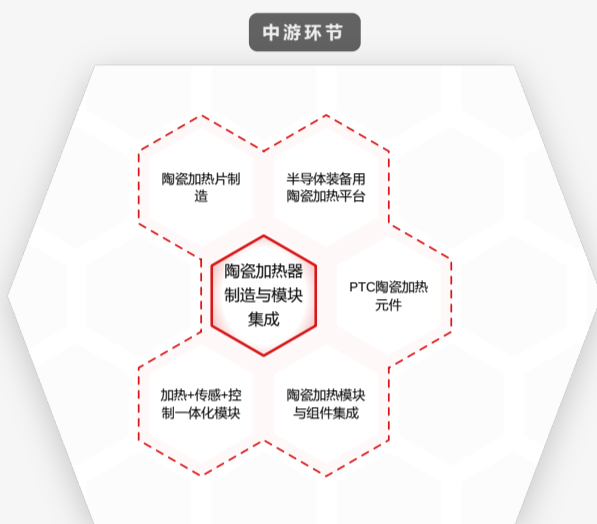 中游环节
陶瓷加热片制
造
半导体装备用
陶瓷加热平台
陶瓷加热器
制造与模块
集成
PTC陶瓷加热
元件
加热+传感+控
制一体化模块
陶瓷加热模块
与组件集成